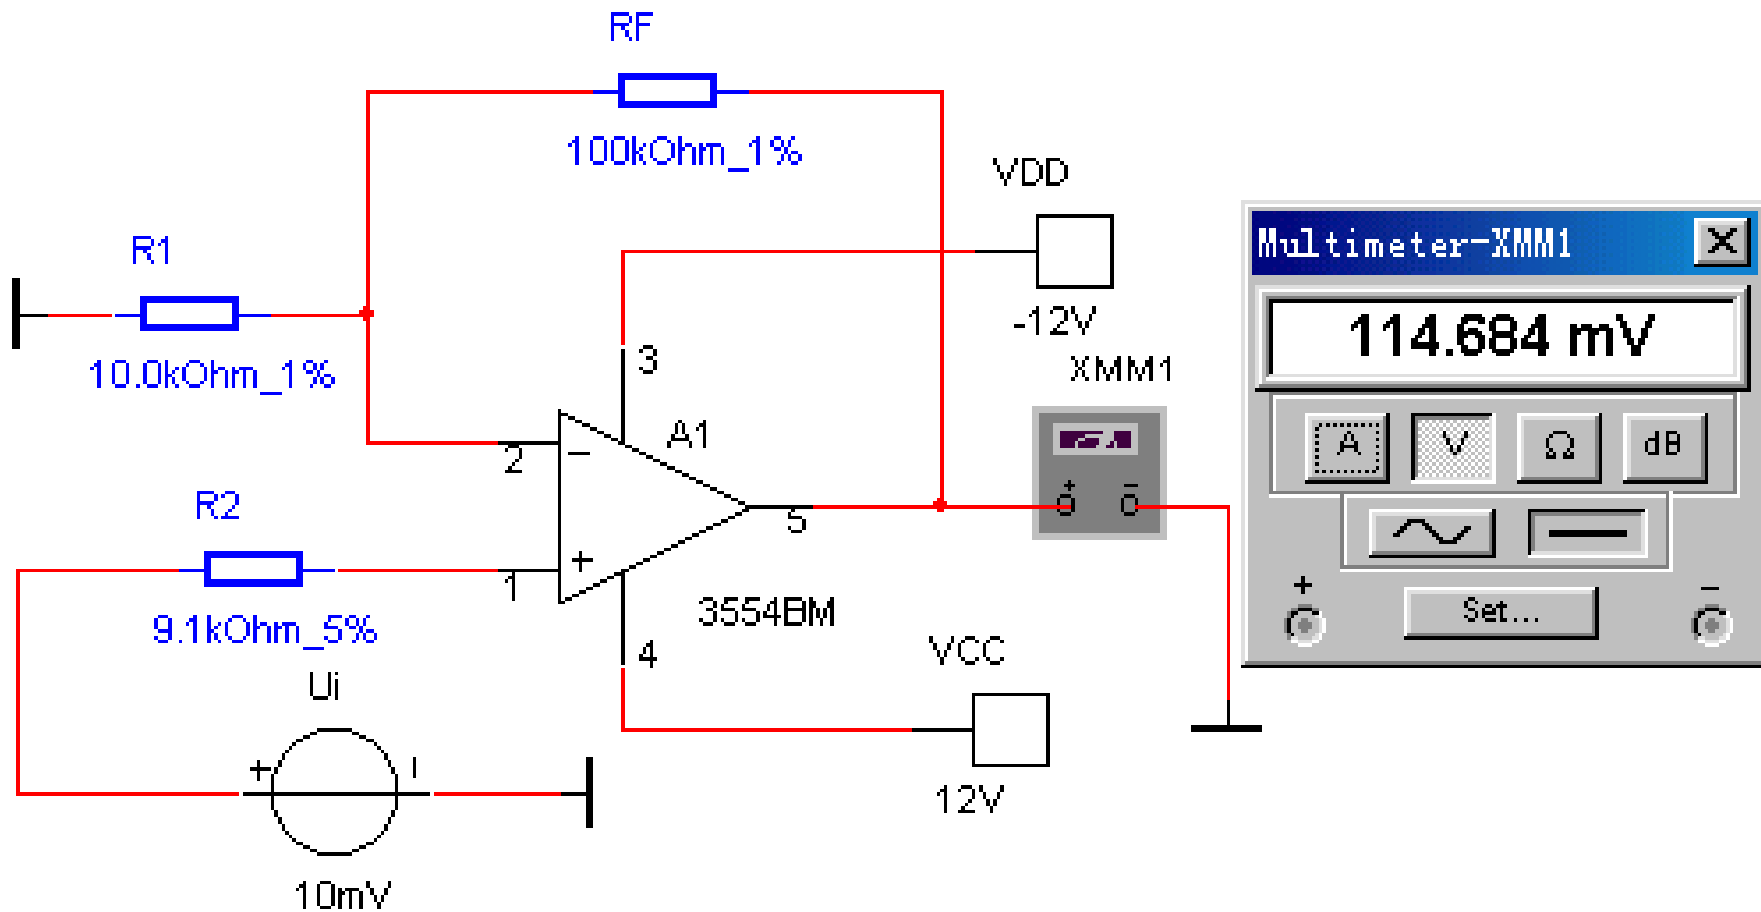 RF
100kOhm_1%
VDD
-12V
R1
10.0kOhm_1%
3
A1
2
-
XMM1
+ -
5
R2
9.1kOhm_5%
+
1
3554BM
4
VCC
12V
Ui
+ -
10mV
Multimeter-XMM1 X
114.684 mV
A V Ω dB
+ -
Set...